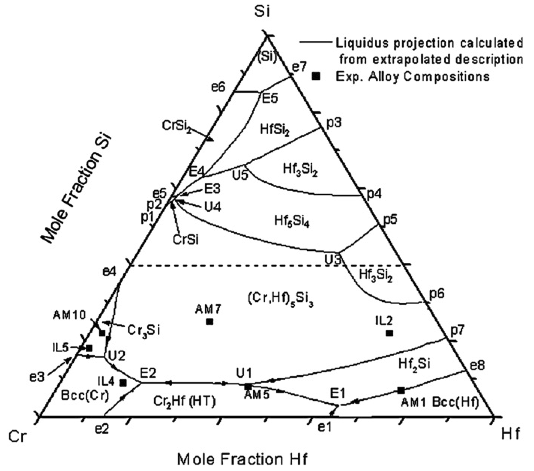 Si
Liquidus projection calculated
from extrapolated description
Exp. Alloy Compositions
(Si)
e7
e6
E5
CrSi2
HfSi2
p3
E4
U5
Hf3Si2
e5
E3
p4
p2
U4
p1
Hf5Si4
p5
CrSi
U3
e4
Hf3Si2
(Cr,Hf)5Si3
p6
AM10
Cr3Si
AM7
IL2
p7
IL5
U2
Hf2Si
e3
IL4
E2
U1
e8
Bcc(Cr)
Cr2Hf (HT)
AM5
E1
AM1 Bcc(Hf)
Cr
e2
e1
Hf
Mole Fraction Si
Mole Fraction Hf